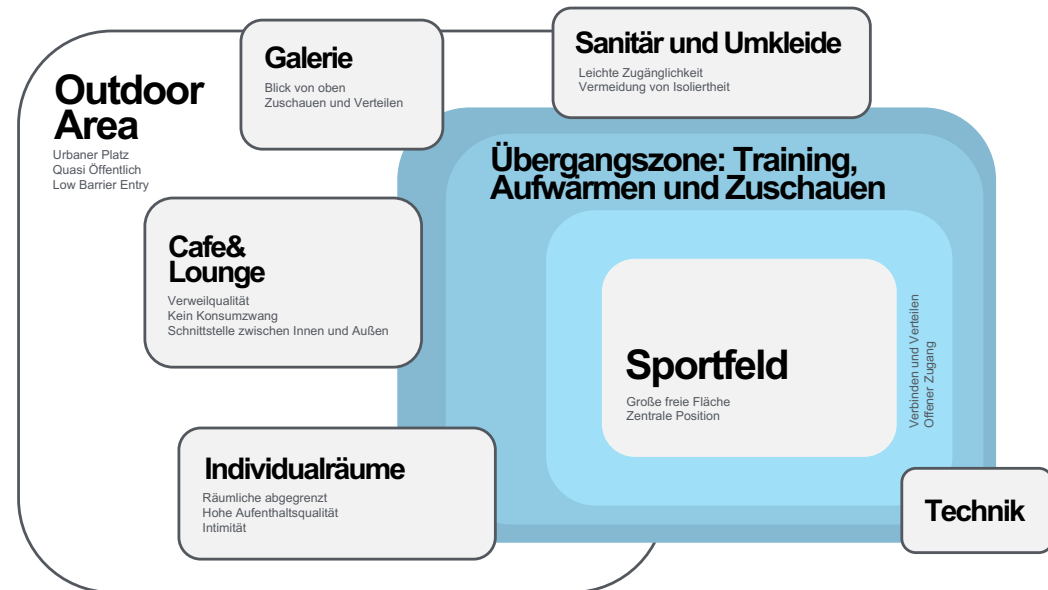 Outdoor
Area
Urbaner Platz
Quasi Öffentlich
Low Barrier Entry
Galerie
Blick von oben
Zuschauen und Verteilen
Sanitär und Umkleide
Leichte Zugänglichkeit
Vermeidung von Isoliertheit
Übergangszone: Training,
Aufwärmen und Zuschauen
Cafe&
Lounge
Verweilqualität
Kein Konsumzwang
Schnittstelle zwischen Innen und Außen
Sportfeld
Große freie Fläche
Zentrale Position
Verbinden und Verteilen
Offener Zugang
Individualräume
Räumliche abgegrenzt
Hohe Aufenthaltsqualität
Intimität
Technik